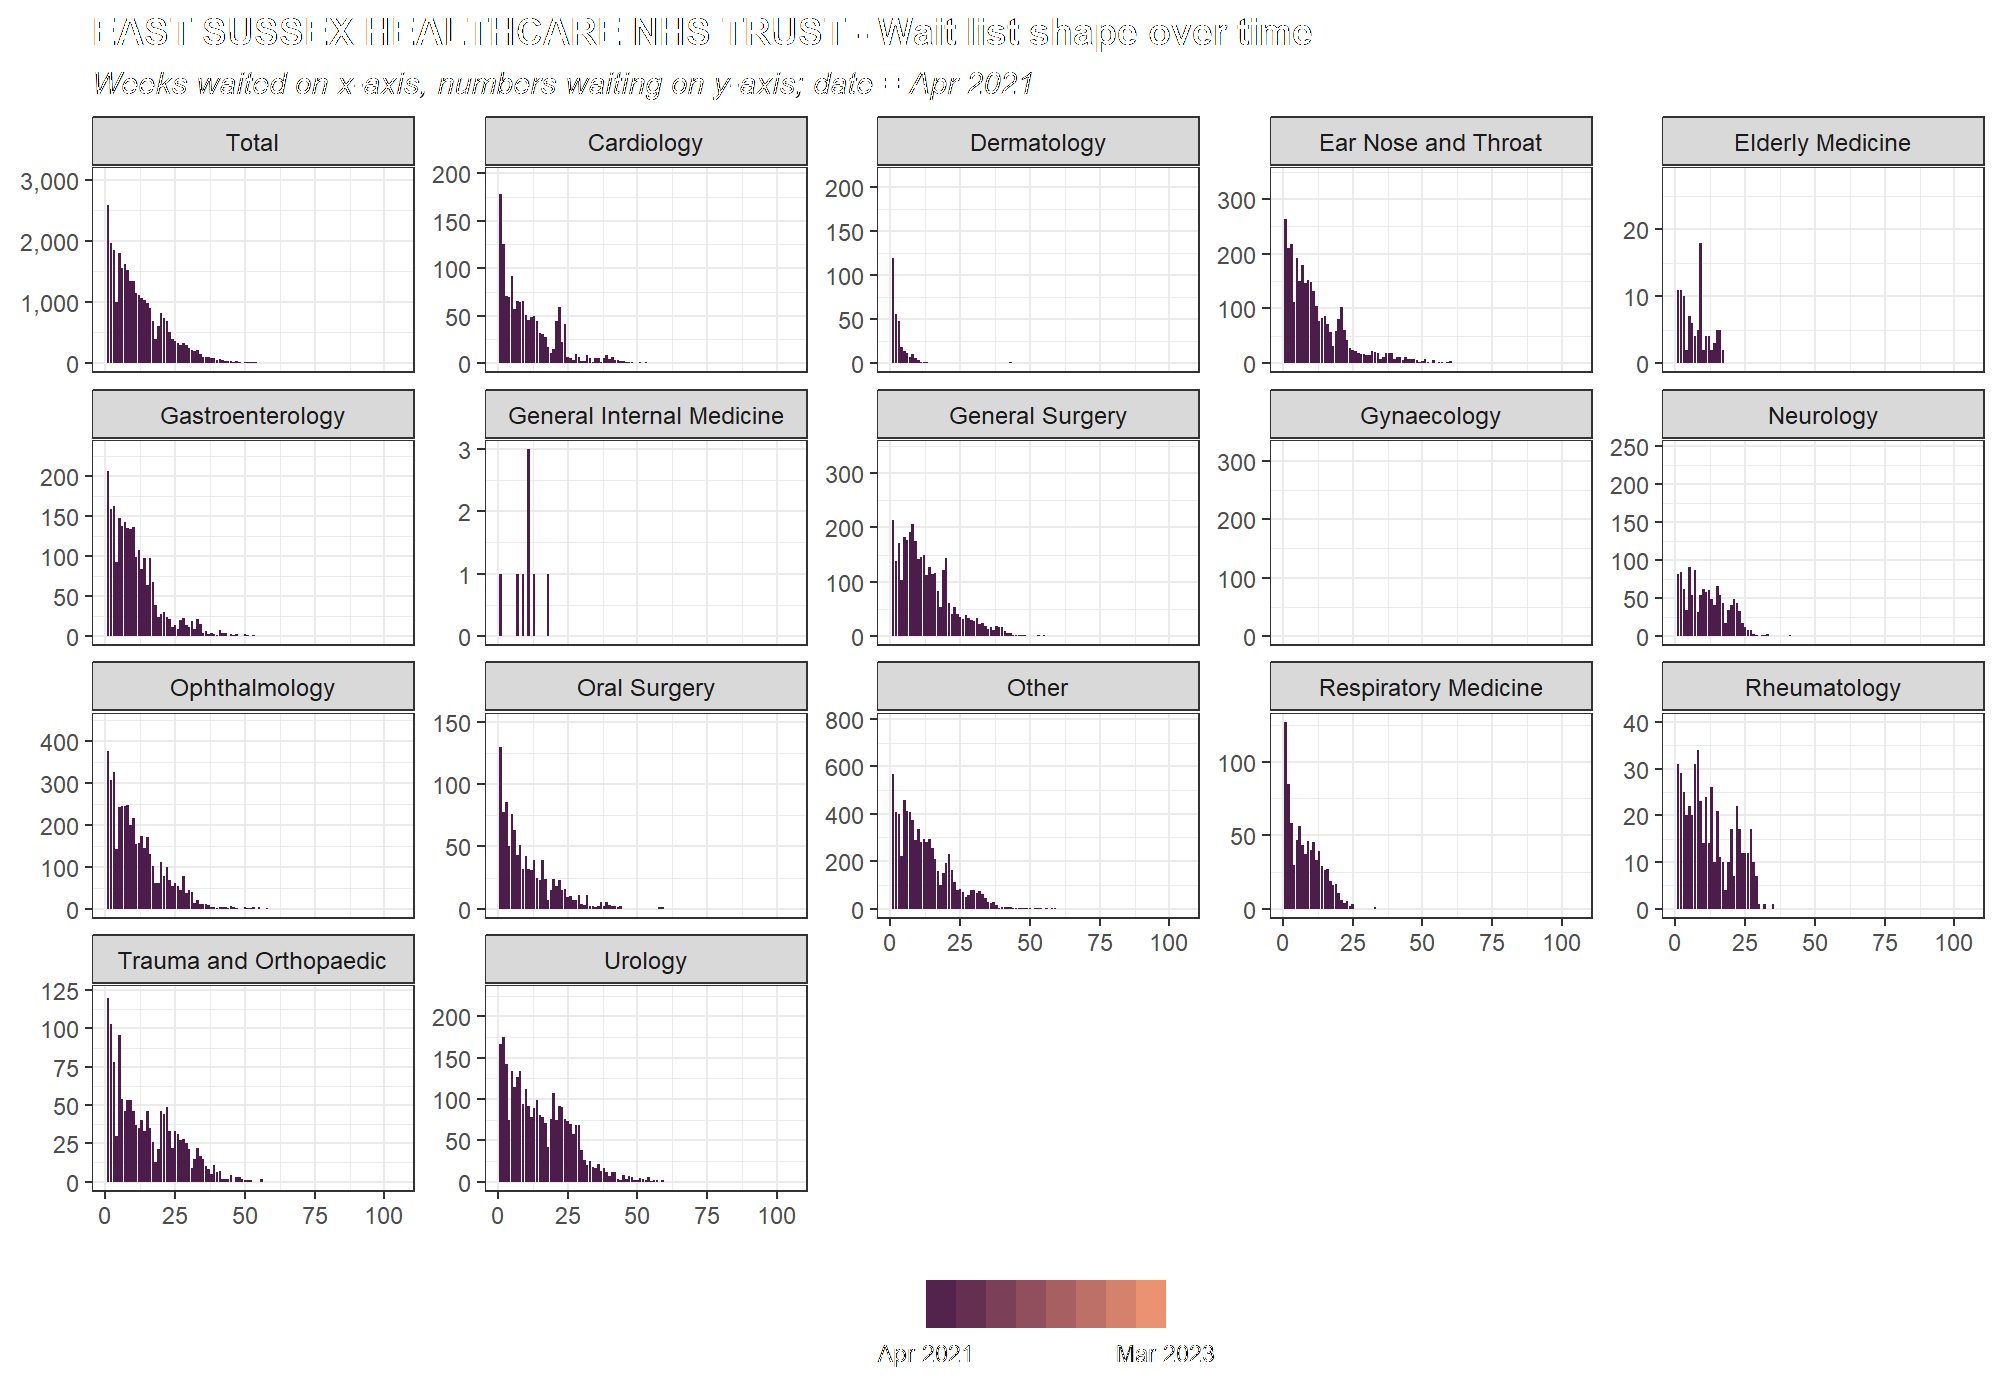 EAST SUSSEX HEALTHCARE NHS TRUST - Wait list shape over time
Weeks waited on x-axis, numbers waiting on y-axis; date = Apr 2021
Total Cardiology Dermatology Ear Nose and Throat Elderly Medicine
3,000 2,000 1,000 0
200 150 100 50 0
200 150 100 50 0
300 200 100 0
20 10 0
Gastroenterology General Internal Medicine General Surgery Gynaecology Neurology
200 150 100 50 0
3 2 1 0
300 200 100 0
300 200 100 0
250 200 150 100 50 0
Ophthalmology Oral Surgery Other Respiratory Medicine Rheumatology
400 300 200 100 0
150 100 50 0
800 600 400 200 0
100 50 0
40 30 20 10 0
0 25 50 75 100 0 25 50 75 100 0 25 50 75 100
Trauma and Orthopaedic Urology
125 100 75 50 25 0
200 150 100 50 0
0 25 50 75 100 0 25 50 75 100
Apr 2021 Mar 2023